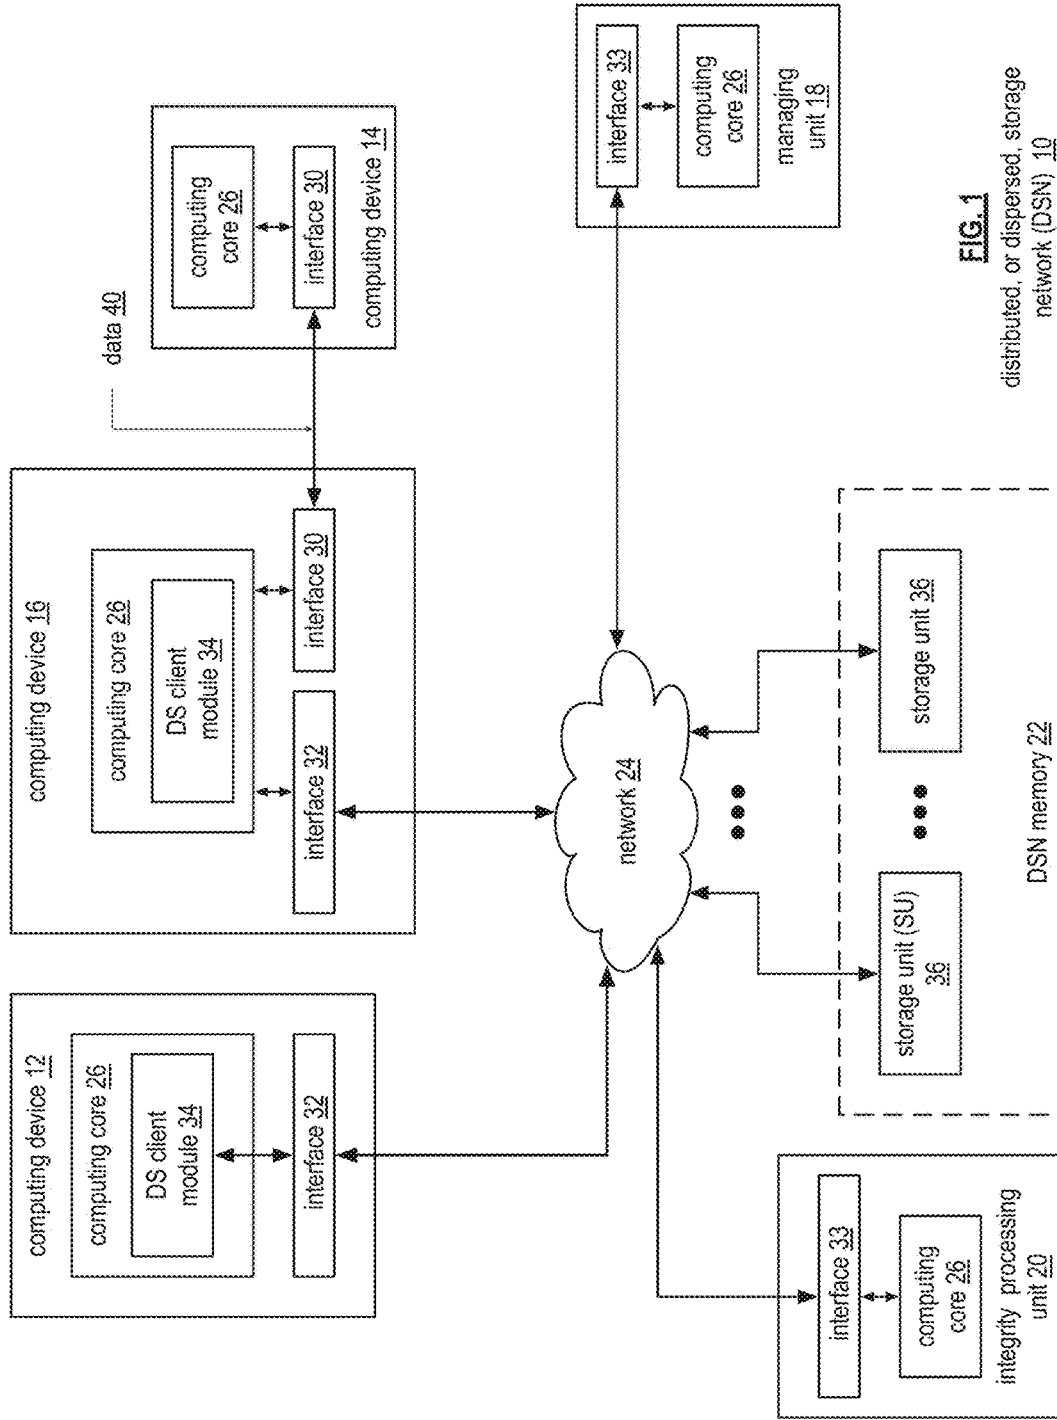 computing device 12
computing core 26
DS client
module 34
interface 32
computing device 16
computing core 26
DS client
module 34
interface 32
interface 30
data 40
computing
core 26
interface 30
computing device 14
network 24
interface 33
computing
core 26
managing
unit 18
interface 33
computing
core 26
integrity processing
unit 20
storage unit (SU)
36
storage unit 36
DSN memory 22
FIG. 1
distributed, or dispersed, storage
network (DSN) 10